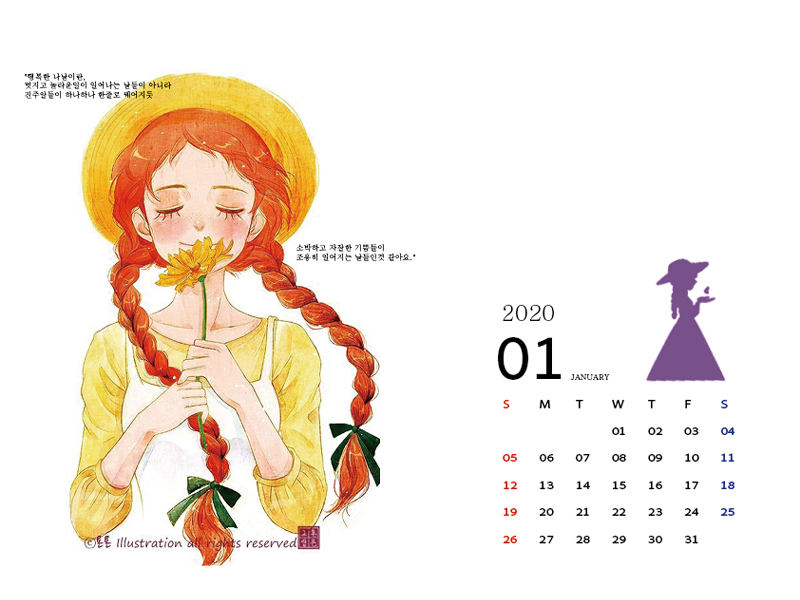 "행복한 나날이란,
멋지고 놀라운일이 일어나는 날들이 아니라
진주알들이 하나하나 한줄로 꿰어지듯
소박하고 자잘한 기쁨들이
조용히 일어지는 날들인것 같아요."
© Illustration all rights reserved
2020
01 JANUARY
S M T W T F S
01 02 03 04
05 06 07 08 09 10 11
12 13 14 15 16 17 18
19 20 21 22 23 24 25
26 27 28 29 30 31